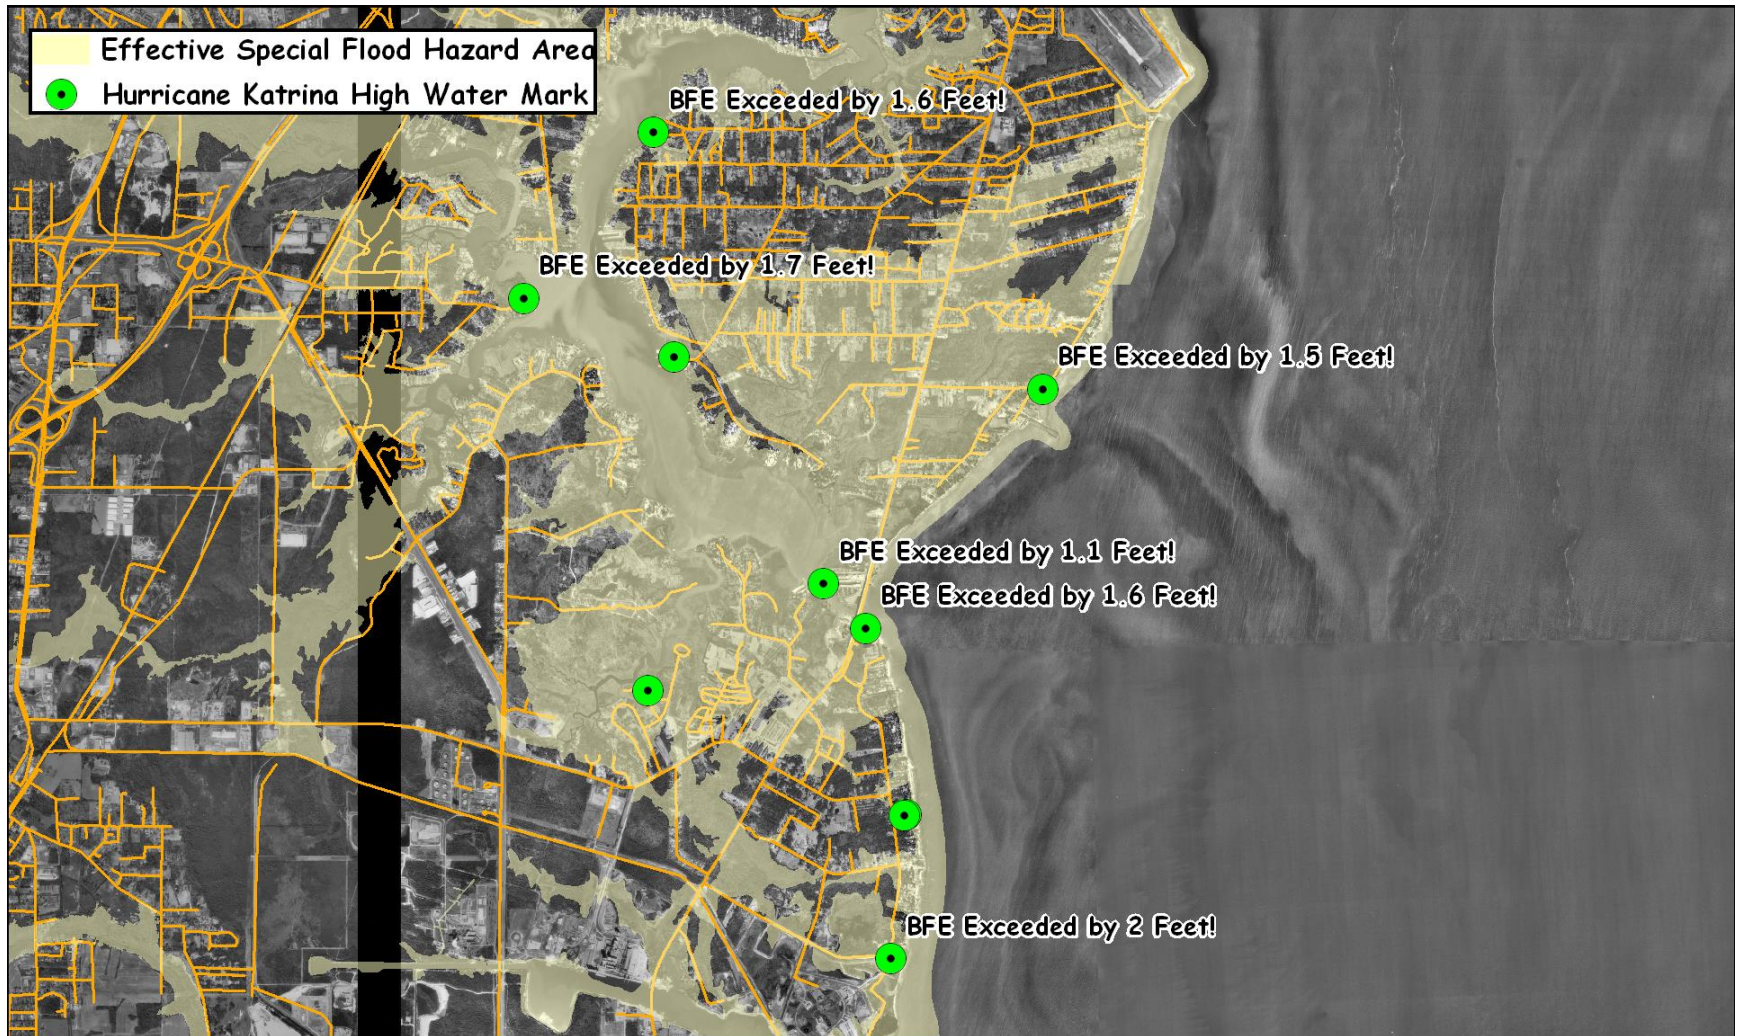 Effective Special Flood Hazard Area
Hurricane Katrina High Water Mark
BFE Exceeded by 1.6 Feet!
BFE Exceeded by 1.7 Feet!
BFE Exceeded by 1.5 Feet!
BFE Exceeded by 1.1 Feet!
BFE Exceeded by 1.6 Feet!
BFE Exceeded by 2 Feet!